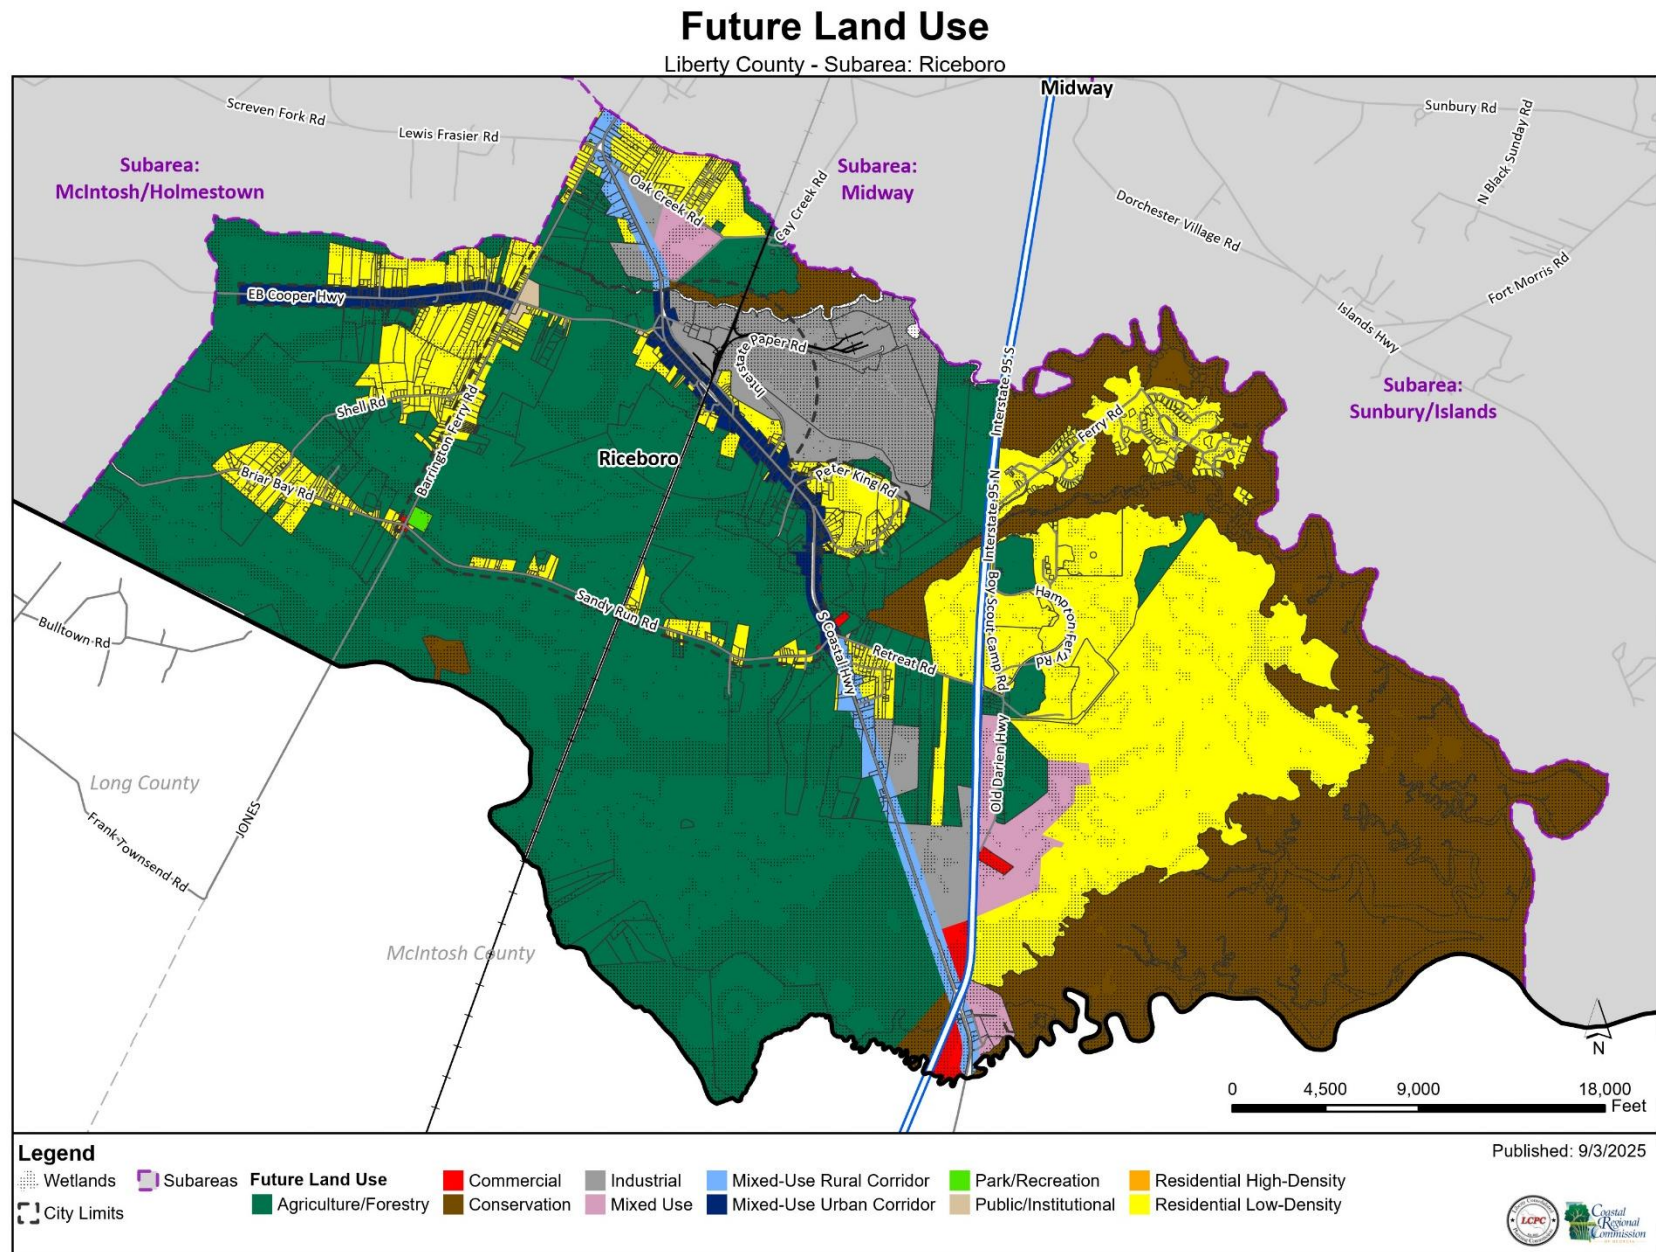 Future Land Use
Liberty County - Subarea: Riceboro
Midway
Screven Fork Rd
Lewis Frasier Rd
Sunbury Rd
N Black Sunday Rd
Subarea:
McIntosh/Holmestown
Subarea:
Midway
Oak Creek Rd
Cay Creek Rd
Dorchester Village Rd
Fort Morris Rd
Islands Hwy
EB Cooper Hwy
Interstate Paper Rd
Interstate 95 S
Subarea:
Sunbury/Islands
Shell Rd
Barrington Ferry Rd
Ferry Rd
Riceboro
Briar Bay Rd
Peter King Rd
Interstate 95 N
Boy Scout Camp Rd
Hampton Ferry Rd
Sandy Run Rd
S Coastal Hwy
Retreat Rd
Bulltown Rd
Old Darien Hwy
Long County
JONES
Frank Townsend Rd
McIntosh County
N
0 4,500 9,000 18,000
Feet
Legend
Published: 9/3/2025
Wetlands
Subareas
City Limits
Future Land Use
Agriculture/Forestry
Commercial
Conservation
Industrial
Mixed Use
Mixed-Use Rural Corridor
Mixed-Use Urban Corridor
Park/Recreation
Public/Institutional
Residential High-Density
Residential Low-Density
LCPC
Coastal
Regional
Commission